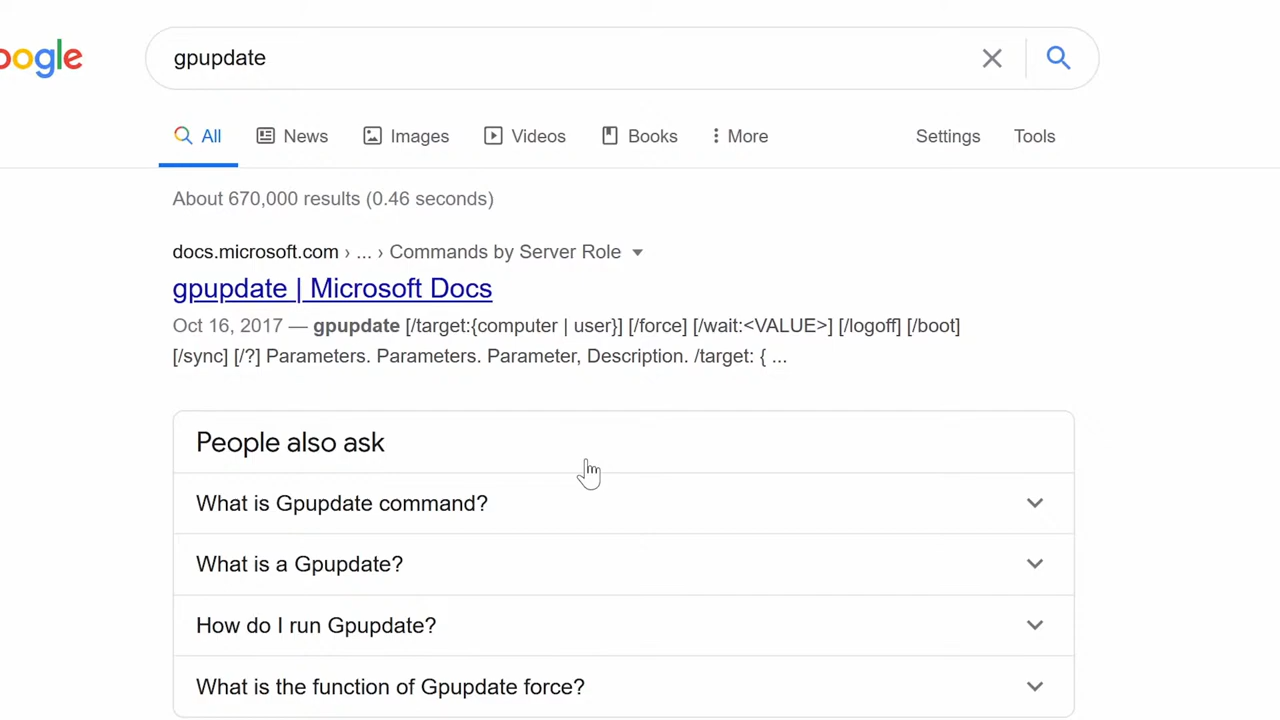 oogle
gpupdate
All News Images Videos Books More Settings Tools
About 670,000 results (0.46 seconds)
docs.microsoft.com › ... › Commands by Server Role
gpupdate | Microsoft Docs
Oct 16, 2017 — gpupdate [/target:{computer | user}] [/force] [/wait:<VALUE>] [/logoff] [/boot]
[/sync] [/?] Parameters. Parameters. Parameter, Description. /target: { ...
People also ask
What is Gpupdate command?
What is a Gpupdate?
How do I run Gpupdate?
What is the function of Gpupdate force?